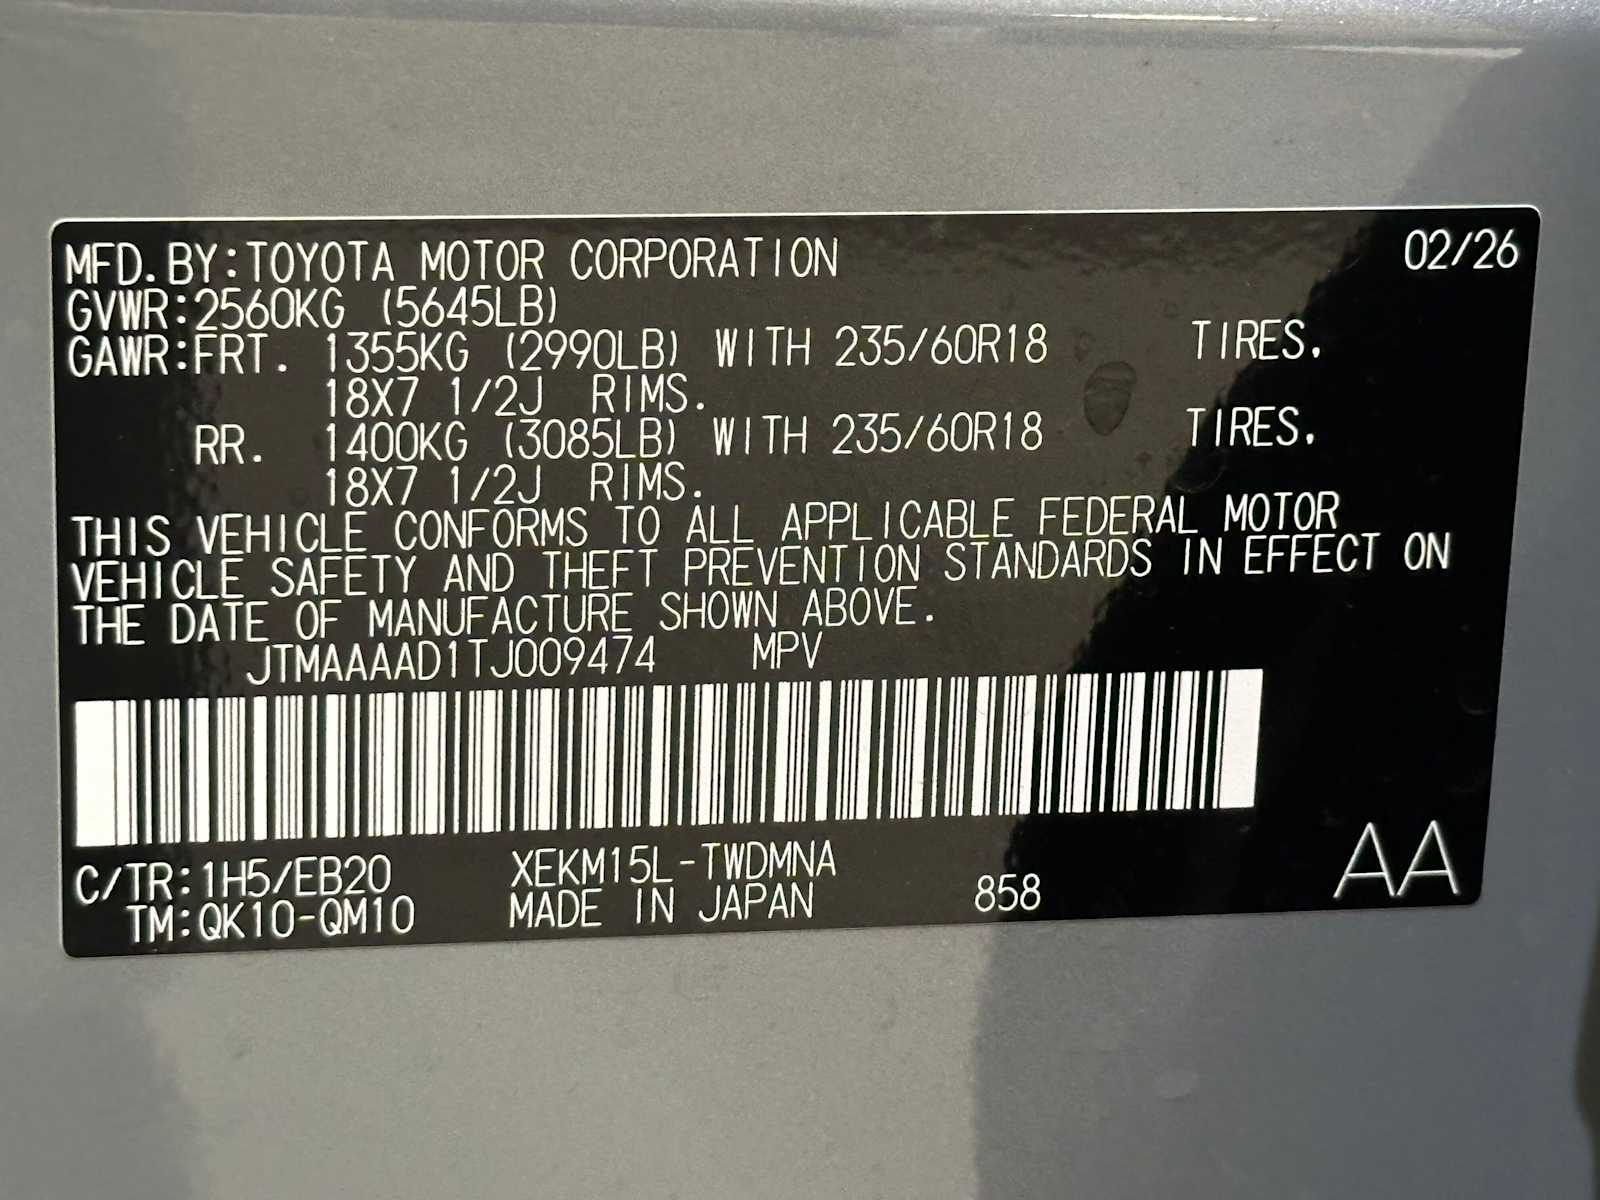 MFD.BY:TOYOTA MOTOR CORPORATION 02/26
GVWR:2560KG (5645LB)
GAWR:FRT. 1355KG (2990LB) WITH 235/60R18 TIRES.
18X7 1/2J RIMS.
RR. 1400KG (3085LB) WITH 235/60R18 TIRES.
18X7 1/2J RIMS.
THIS VEHICLE CONFORMS TO ALL APPLICABLE FEDERAL MOTOR
VEHICLE SAFETY AND THEFT PREVENTION STANDARDS IN EFFECT ON
THE DATE OF MANUFACTURE SHOWN ABOVE.
JTMAAAAD1TJ009474 MPV
C/TR:1H5/EB20 XEKM15L-TWDMNA
TM:QK10-QM10 MADE IN JAPAN 858 AA